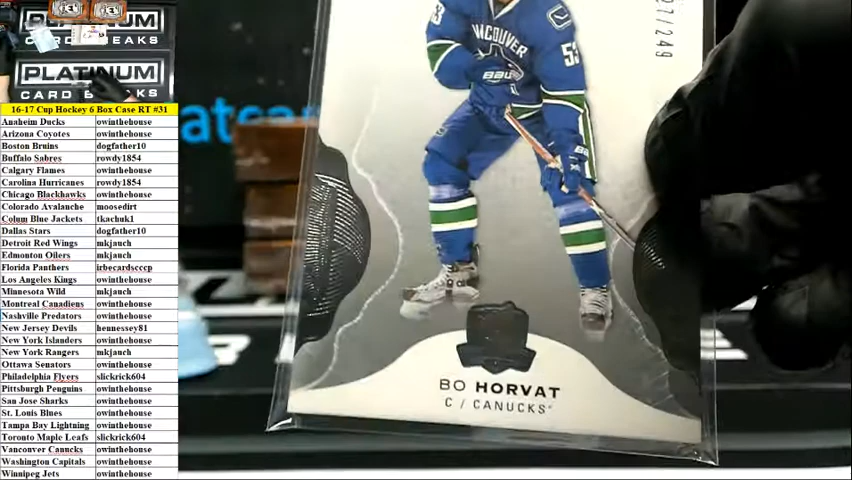 PLATINUM
CARD BREAKS
PLATINUM
CARD BREAKS
16-17 Cup Hockey 6 Box Case RT #31
Anaheim Ducks owinthehouse
Arizona Coyotes owinthehouse
Boston Bruins dogfather10
Buffalo Sabres rowdy1854
Calgary Flames owinthehouse
Carolina Hurricanes rowdy1854
Chicago Blackhawks owinthehouse
Colorado Avalanche moosedirt
Colum Blue Jackets tkachuk1
Dallas Stars dogfather10
Detroit Red Wings mkjauch
Edmonton Oilers mkjauch
Florida Panthers irbecardscccp
Los Angeles Kings owinthehouse
Minnesota Wild mkjauch
Montreal Canadiens owinthehouse
Nashville Predators owinthehouse
New Jersey Devils hennessey81
New York Islanders owinthehouse
New York Rangers mkjauch
Ottawa Senators owinthehouse
Philadelphia Flyers slickrick604
Pittsburgh Penguins owinthehouse
San Jose Sharks owinthehouse
St. Louis Blues owinthehouse
Tampa Bay Lightning owinthehouse
Toronto Maple Leafs slickrick604
Vancouver Canucks owinthehouse
Washington Capitals owinthehouse
Winnipeg Jets owinthehouse
53
VANCOUVER
53
/249
BO HORVAT
C / CANUCKS